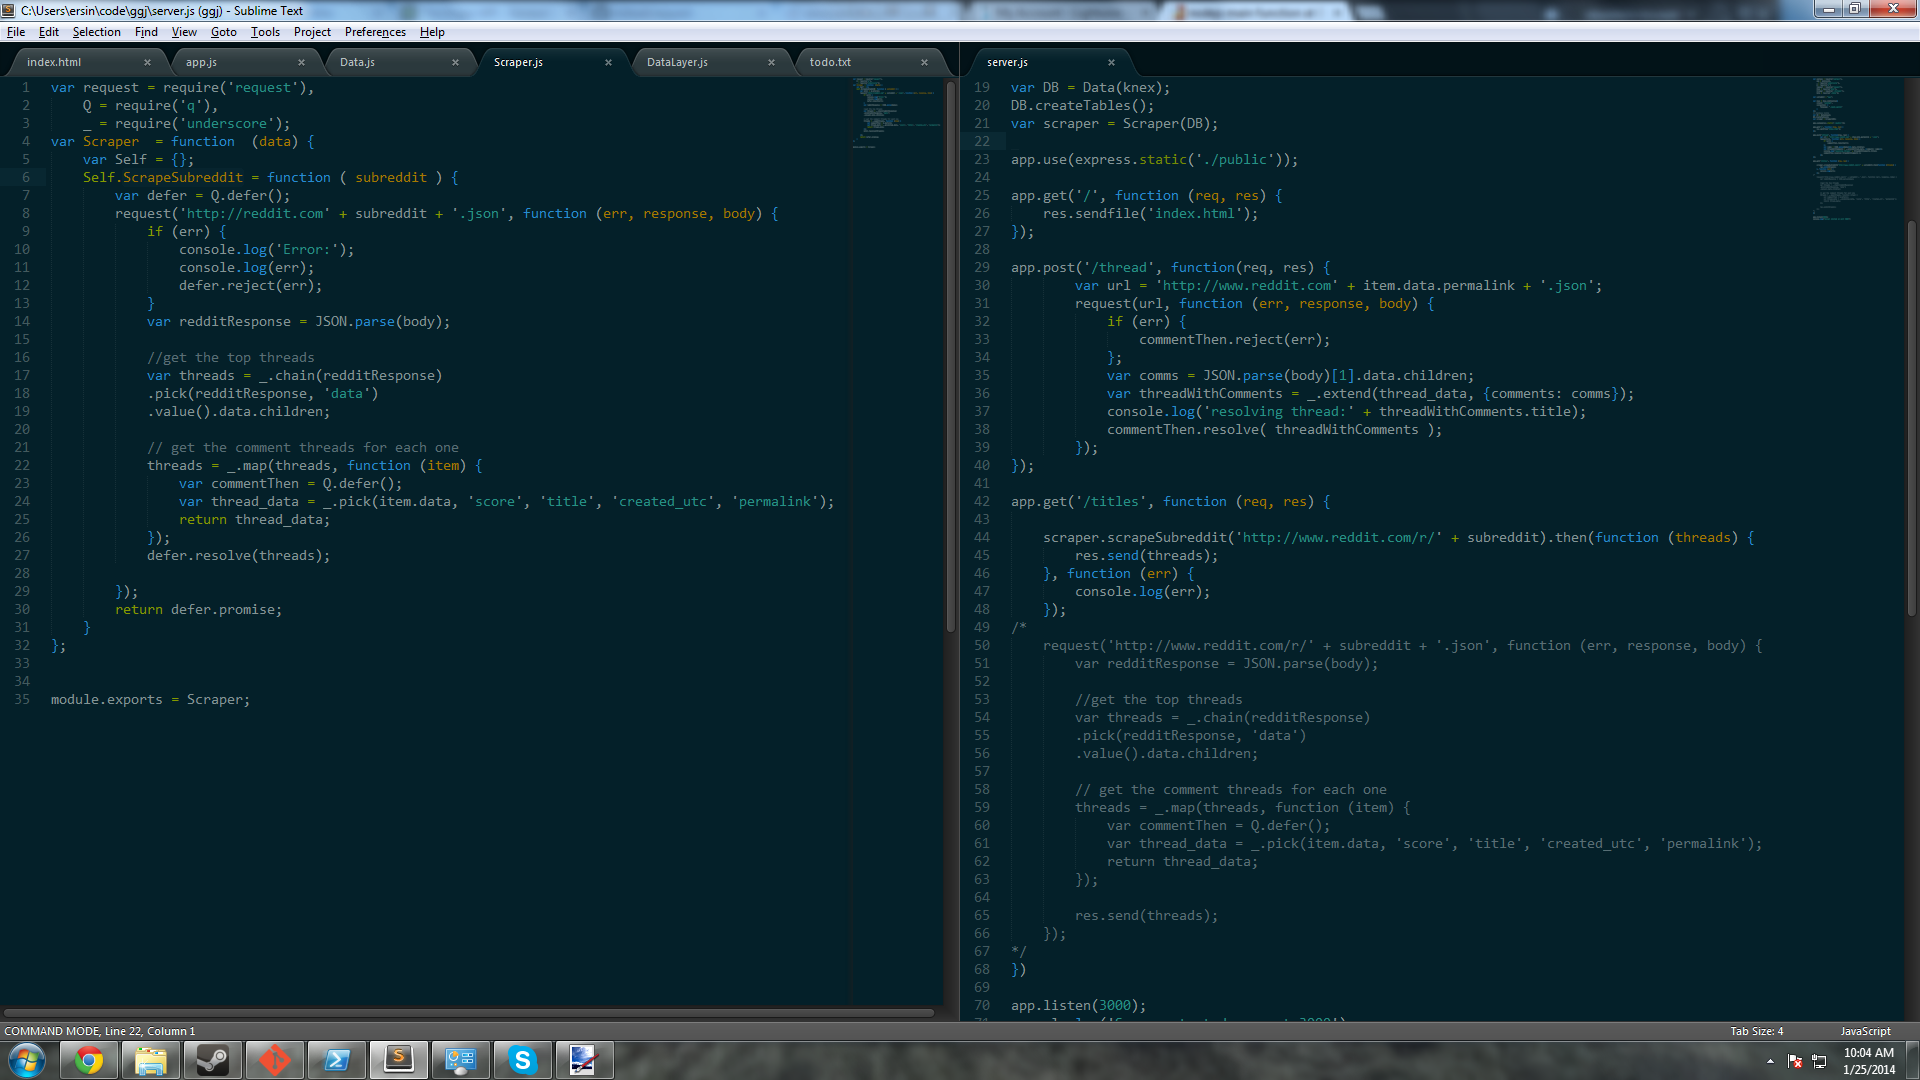 C:\Users\ersin\code\ggj\server.js (ggj) - Sublime Text
File Edit Selection Find View Goto Tools Project Preferences Help
index.html app.js Data.js Scraper.js DataLayer.js todo.txt
1 var request = require('request'),
2     Q = require('q'),
3     _ = require('underscore');
4 var Scraper  = function  (data) {
5     var Self = {};
6     Self.ScrapeSubreddit = function ( subreddit ) {
7         var defer = Q.defer();
8         request('http://reddit.com' + subreddit + '.json', function (err, response, body) {
9             if (err) {
10                 console.log('Error:');
11                 console.log(err);
12                 defer.reject(err);
13             }
14             var redditResponse = JSON.parse(body);
15
16             //get the top threads
17             var threads = _.chain(redditResponse)
18             .pick(redditResponse, 'data')
19             .value().data.children;
20
21             // get the comment threads for each one
22             threads = _.map(threads, function (item) {
23                 var commentThen = Q.defer();
24                 var thread_data = _.pick(item.data, 'score', 'title', 'created_utc', 'permalink');
25                 return thread_data;
26             });
27             defer.resolve(threads);
28
29         });
30         return defer.promise;
31     }
32 };
33
34
35 module.exports = Scraper;
server.js
19 var DB = Data(knex);
20 DB.createTables();
21 var scraper = Scraper(DB);
22
23 app.use(express.static('./public'));
24
25 app.get('/', function (req, res) {
26     res.sendfile('index.html');
27 });
28
29 app.post('/thread', function(req, res) {
30         var url = 'http://www.reddit.com' + item.data.permalink + '.json';
31         request(url, function (err, response, body) {
32             if (err) {
33                 commentThen.reject(err);
34             };
35             var comms = JSON.parse(body)[1].data.children;
36             var threadWithComments = _.extend(thread_data, {comments: comms});
37             console.log('resolving thread:' + threadWithComments.title);
38             commentThen.resolve( threadWithComments );
39         });
40 });
41
42 app.get('/titles', function (req, res) {
43
44     scraper.scrapeSubreddit('http://www.reddit.com/r/' + subreddit).then(function (threads) {
45         res.send(threads);
46     }, function (err) {
47         console.log(err);
48     });
49 /*
50     request('http://www.reddit.com/r/' + subreddit + '.json', function (err, response, body) {
51         var redditResponse = JSON.parse(body);
52
53         //get the top threads
54         var threads = _.chain(redditResponse)
55         .pick(redditResponse, 'data')
56         .value().data.children;
57
58         // get the comment threads for each one
59         threads = _.map(threads, function (item) {
60             var commentThen = Q.defer();
61             var thread_data = _.pick(item.data, 'score', 'title', 'created_utc', 'permalink');
62             return thread_data;
63         });
64
65         res.send(threads);
66     });
67 */
68 })
69
70 app.listen(3000);
COMMAND MODE, Line 22, Column 1
Tab Size: 4 JavaScript
10:04 AM
1/25/2014